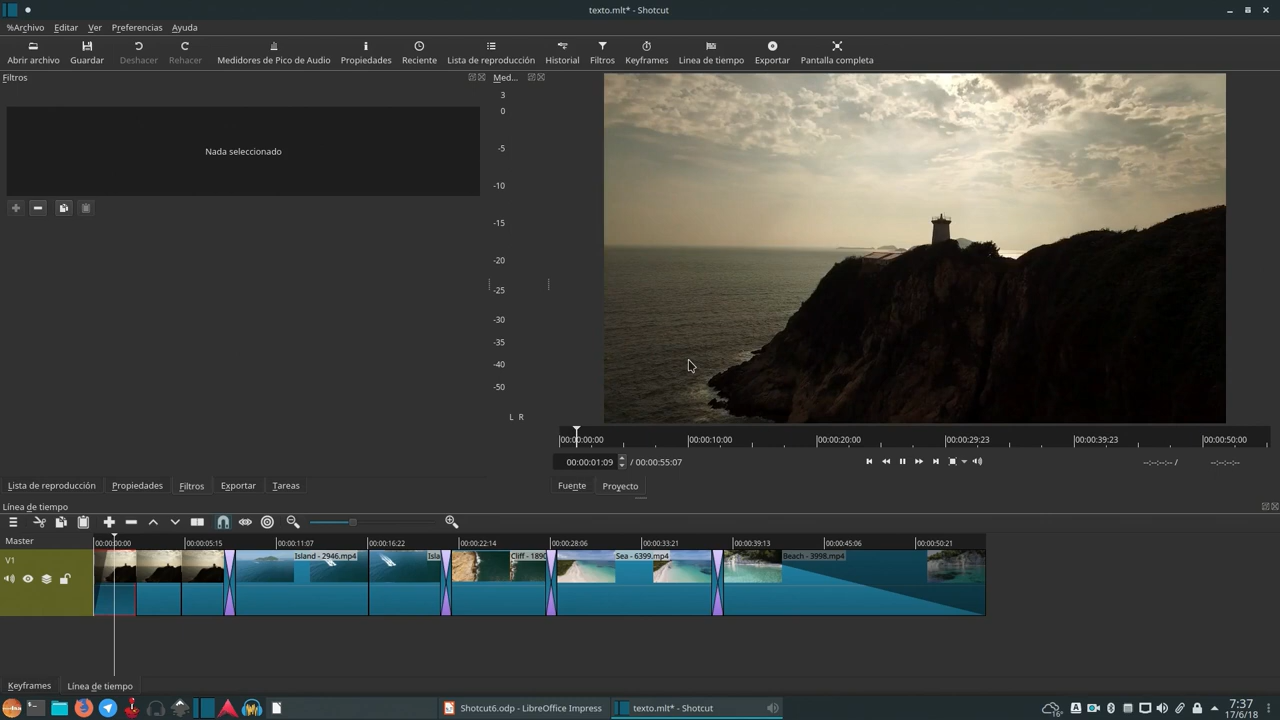 texto.mlt* - Shotcut
%Archivo Editar Ver Preferencias Ayuda
Abrir archivo Guardar Deshacer Rehacer Medidores de Pico de Audio Propiedades Reciente Lista de reproducción Historial Filtros Keyframes Linea de tiempo Exportar Pantalla completa
Filtros
Nada seleccionado
Med...
3
0
-5
-10
-15
-20
-25
-30
-35
-40
-50
L R
00:00:00:00 00:00:10:00 00:00:20:00 00:00:29:23 00:00:39:23 00:00:50:00
00:00:01:09 / 00:00:55:07 --:--:--:-- / --:--:--:--
Lista de reproducción Propiedades Filtros Exportar Tareas
Fuente Proyecto
Línea de tiempo
Master 00:00:00:00 00:00:05:15 00:00:11:07 00:00:16:22 00:00:22:14 00:00:28:06 00:00:33:21 00:00:39:13 00:00:45:06 00:00:50:21
V1 Island - 2946.mp4 Isla Cliff - 1890 Sea - 6399.mp4 Beach - 3998.mp4
Keyframes Línea de tiempo
Shotcut6.odp - LibreOffice Impress texto.mlt* - Shotcut 16° A 7:37
17/6/18